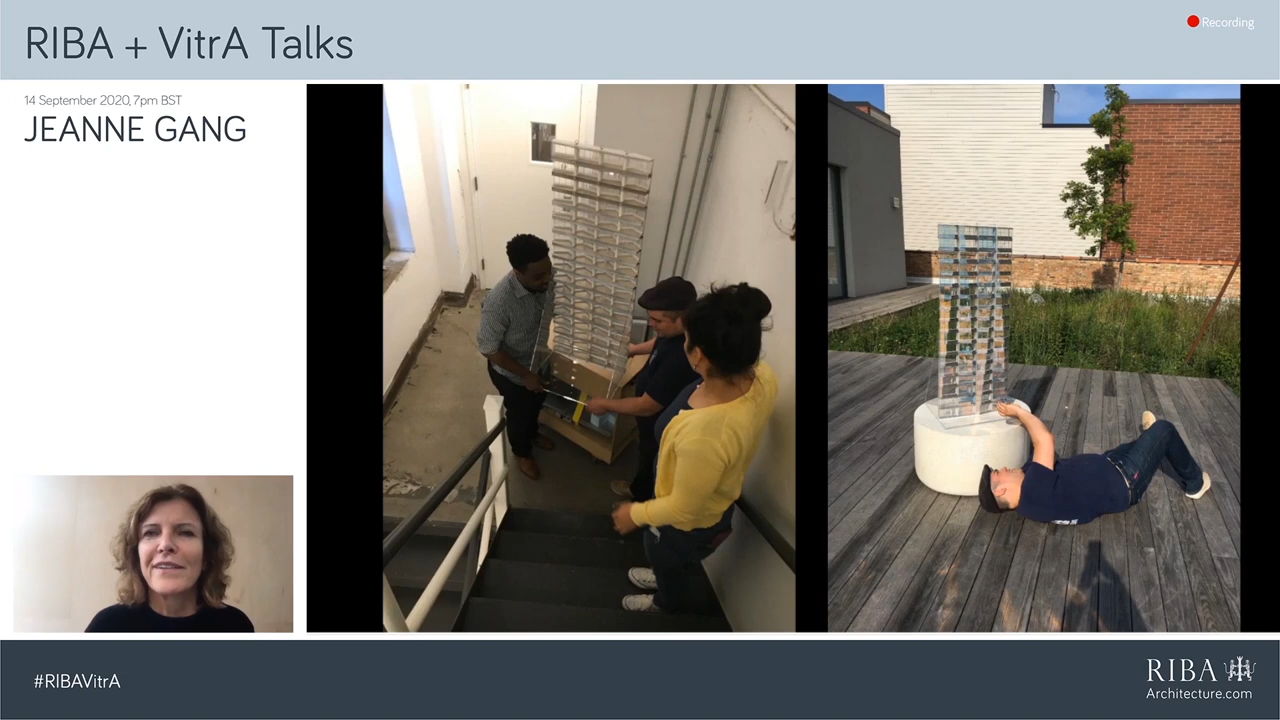 RIBA + VitrA Talks
Recording
14 September 2020, 7pm BST
JEANNE GANG
#RIBAVitrA
RIBA
Architecture.com